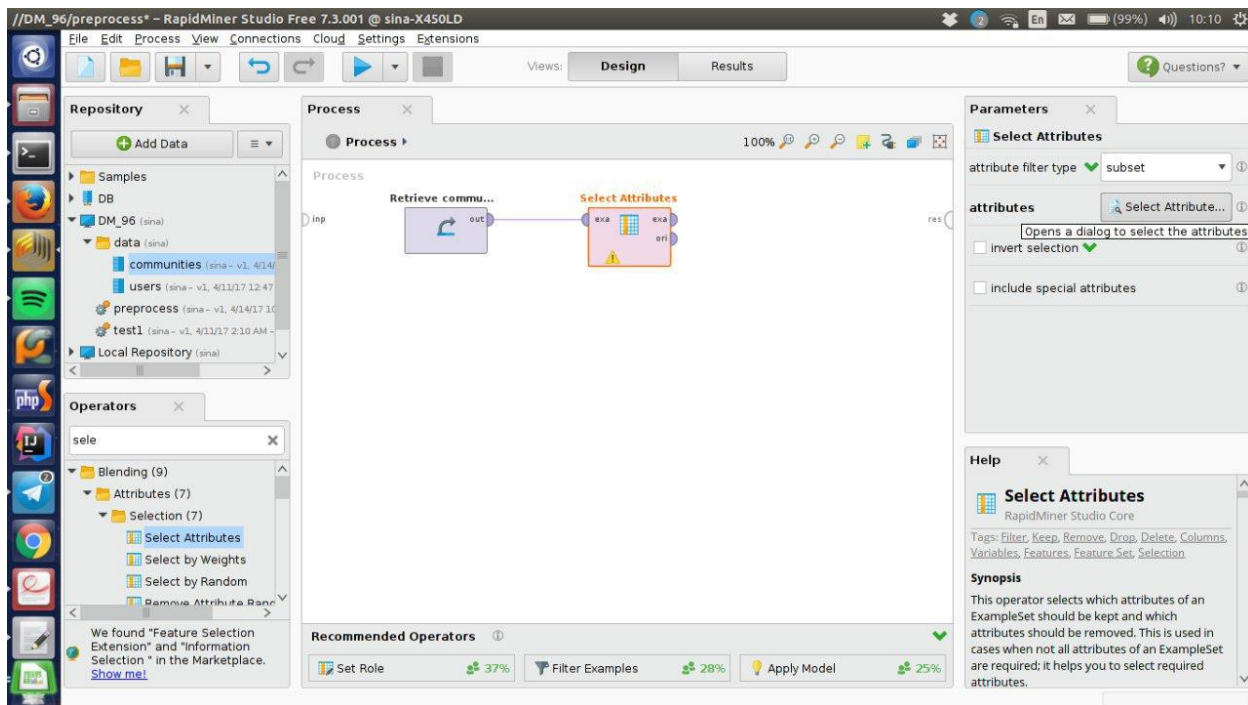 //DM_96/preprocess* – RapidMiner Studio Free 7.3.001 @ sina-X450LD
2
En
(99%)
10:10
File Edit Process View Connections Cloud Settings Extensions
Views:
Design
Results
Questions?
Repository
Add Data
Samples
DB
DM_96 (sina)
data (sina)
communities (sina – v1, 4/14/
users (sina – v1, 4/11/17 12:47
preprocess (sina – v1, 4/14/17 10
test1 (sina – v1, 4/11/17 2:10 AM –
Local Repository (sina)
Operators
sele
Blending (9)
Attributes (7)
Selection (7)
Select Attributes
Select by Weights
Select by Random
Remove Attribute Rang
We found "Feature Selection
Extension" and "Information
Selection " in the Marketplace.
Show me!
Process
Process
100%
Process
inp
Retrieve commu...
out
Select Attributes
exa
exa
ori
res
Recommended Operators
Set Role
37%
Filter Examples
28%
Apply Model
25%
Parameters
Select Attributes
attribute filter type
subset
attributes
Select Attribute...
Opens a dialog to select the attributes
invert selection
include special attributes
Help
Select Attributes
RapidMiner Studio Core
Tags: Filter, Keep, Remove, Drop, Delete, Columns,
Variables, Features, Feature Set, Selection
Synopsis
This operator selects which attributes of an
ExampleSet should be kept and which
attributes should be removed. This is used in
cases when not all attributes of an ExampleSet
are required; it helps you to select required
attributes.
php
IJ
2